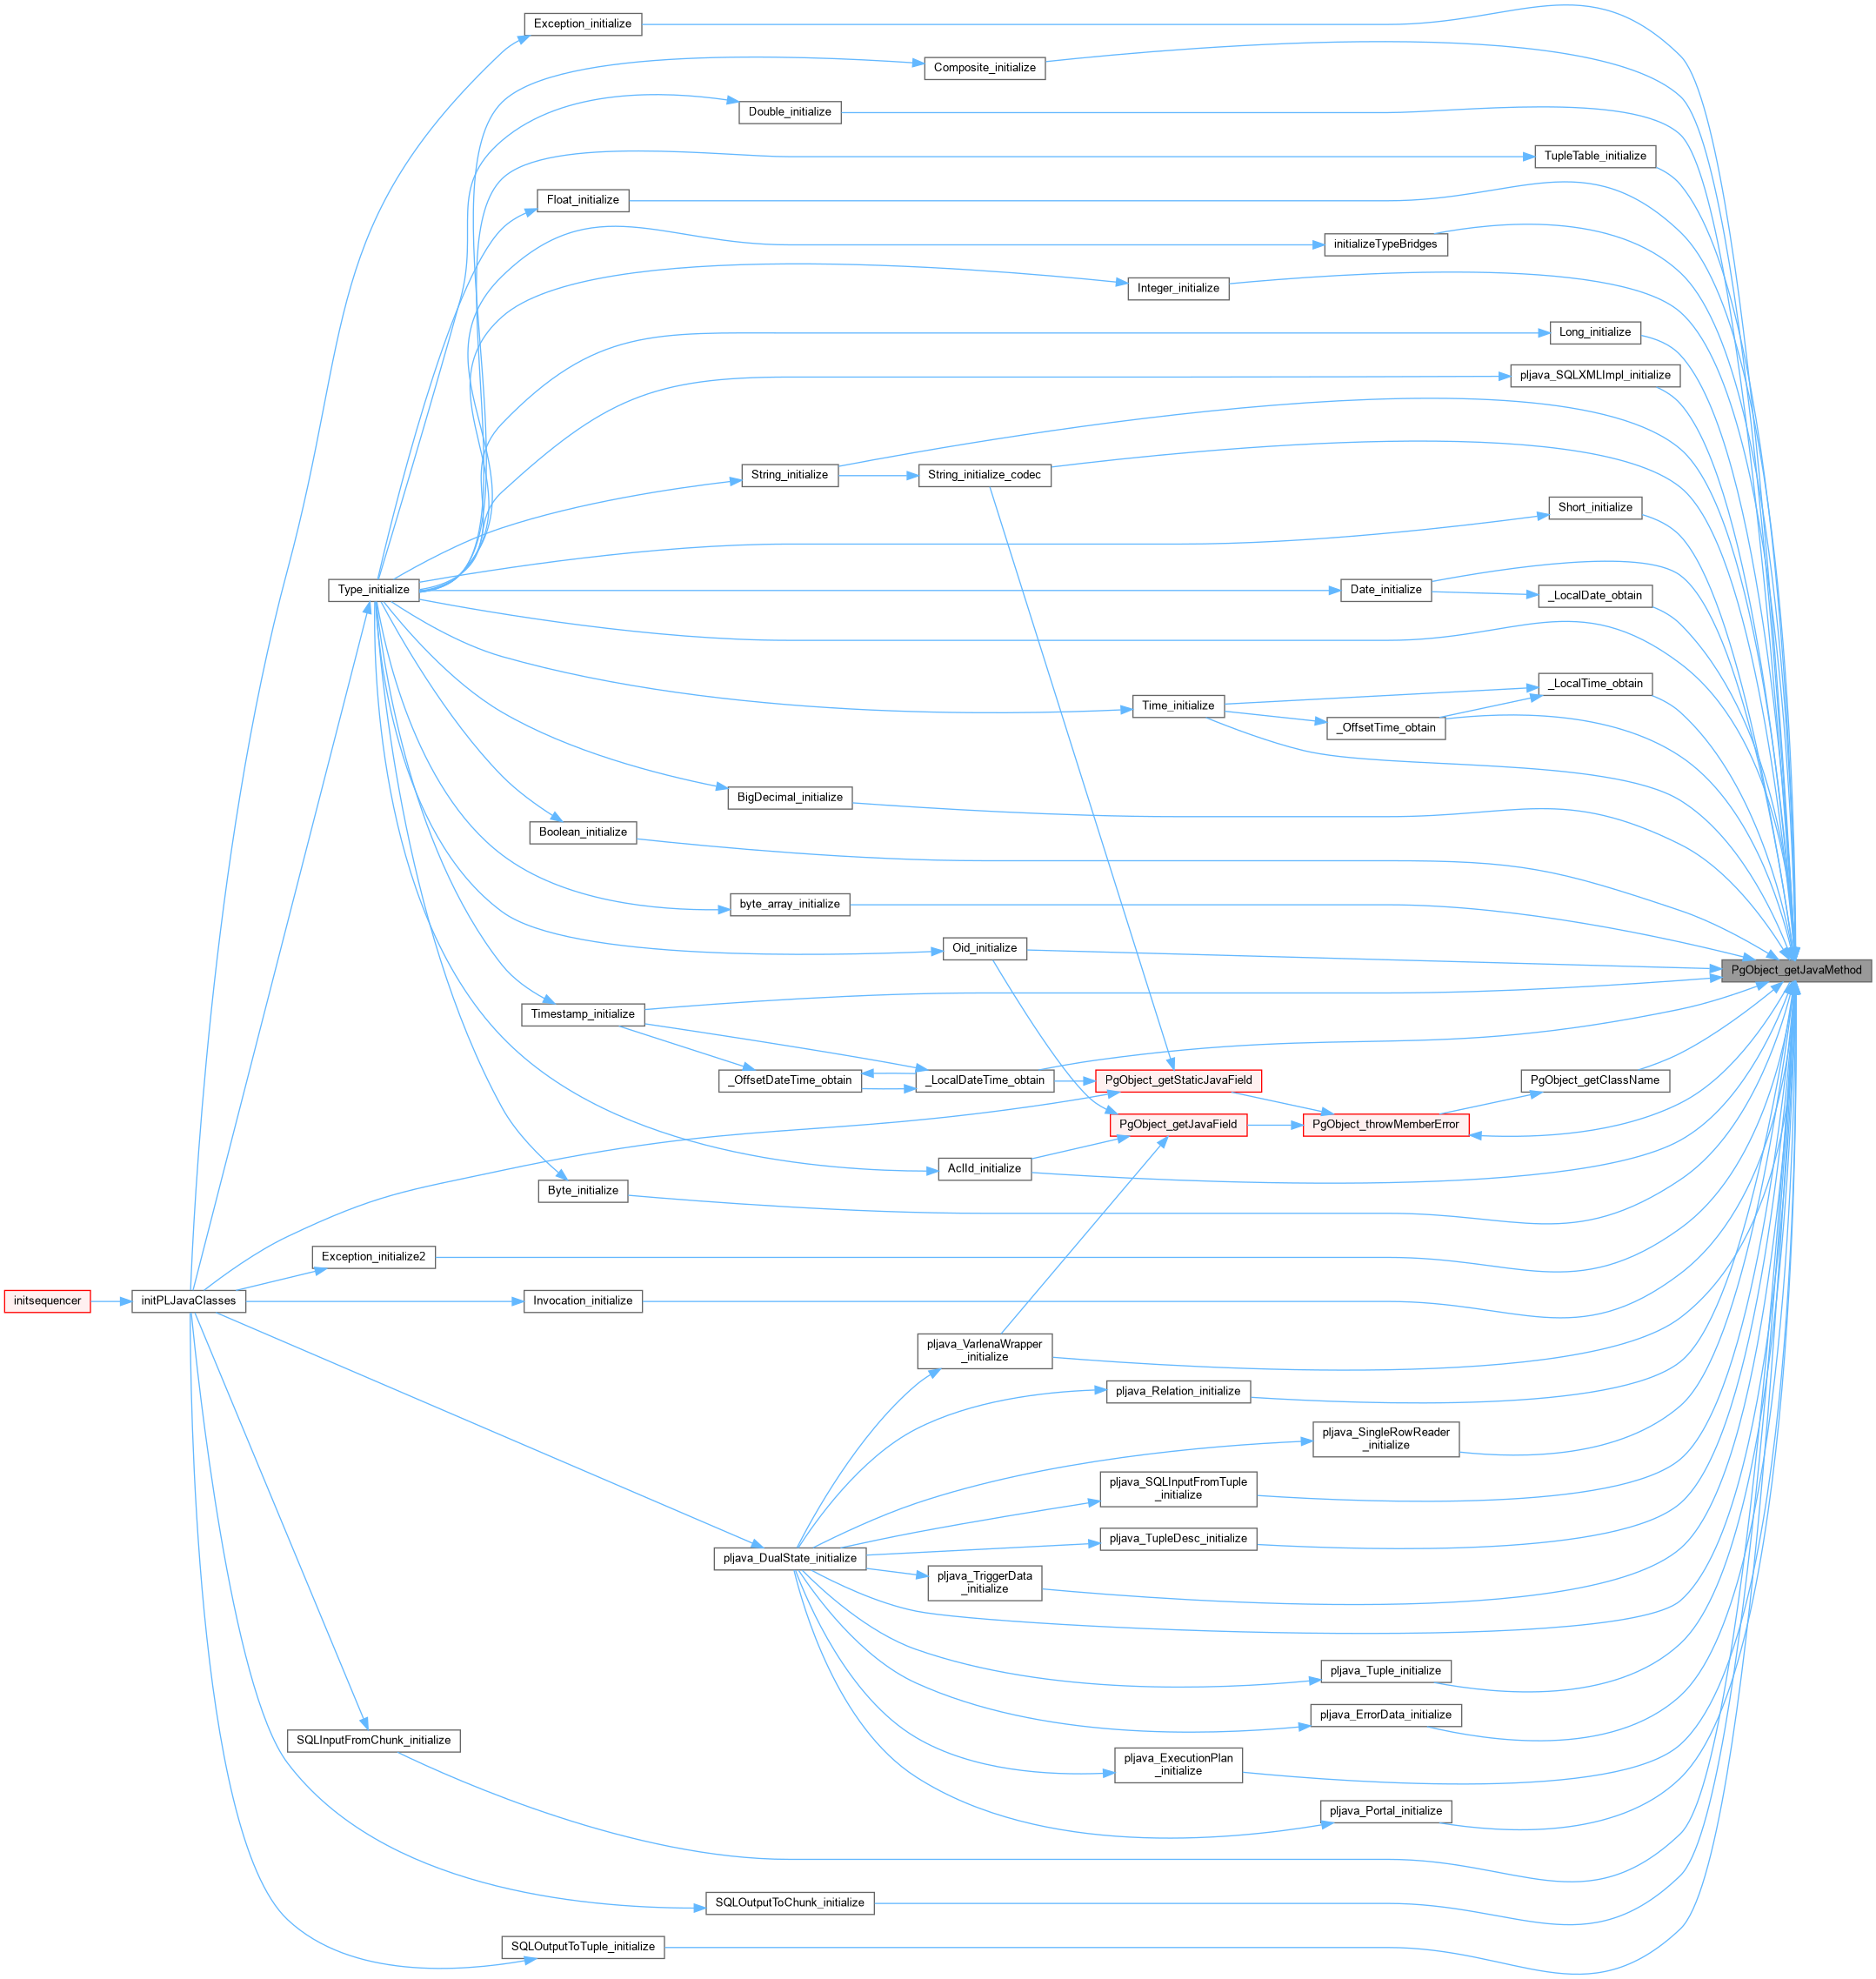 Exception_initialize
Composite_initialize
Double_initialize
TupleTable_initialize
Float_initialize
initializeTypeBridges
Integer_initialize
Long_initialize
pljava_SQLXMLImpl_initialize
String_initialize
String_initialize_codec
Short_initialize
Type_initialize
Date_initialize
_LocalDate_obtain
_LocalTime_obtain
Time_initialize
_OffsetTime_obtain
BigDecimal_initialize
Boolean_initialize
byte_array_initialize
Oid_initialize
PgObject_getJavaMethod
Timestamp_initialize
_OffsetDateTime_obtain
_LocalDateTime_obtain
PgObject_getStaticJavaField
PgObject_getClassName
PgObject_getJavaField
PgObject_throwMemberError
AclId_initialize
Byte_initialize
Exception_initialize2
initsequencer
initPLJavaClasses
Invocation_initialize
pljava_VarlenaWrapper
_initialize
pljava_Relation_initialize
pljava_SingleRowReader
_initialize
pljava_SQLInputFromTuple
_initialize
pljava_TupleDesc_initialize
pljava_DualState_initialize
pljava_TriggerData
_initialize
pljava_Tuple_initialize
pljava_ErrorData_initialize
SQLInputFromChunk_initialize
pljava_ExecutionPlan
_initialize
pljava_Portal_initialize
SQLOutputToChunk_initialize
SQLOutputToTuple_initialize